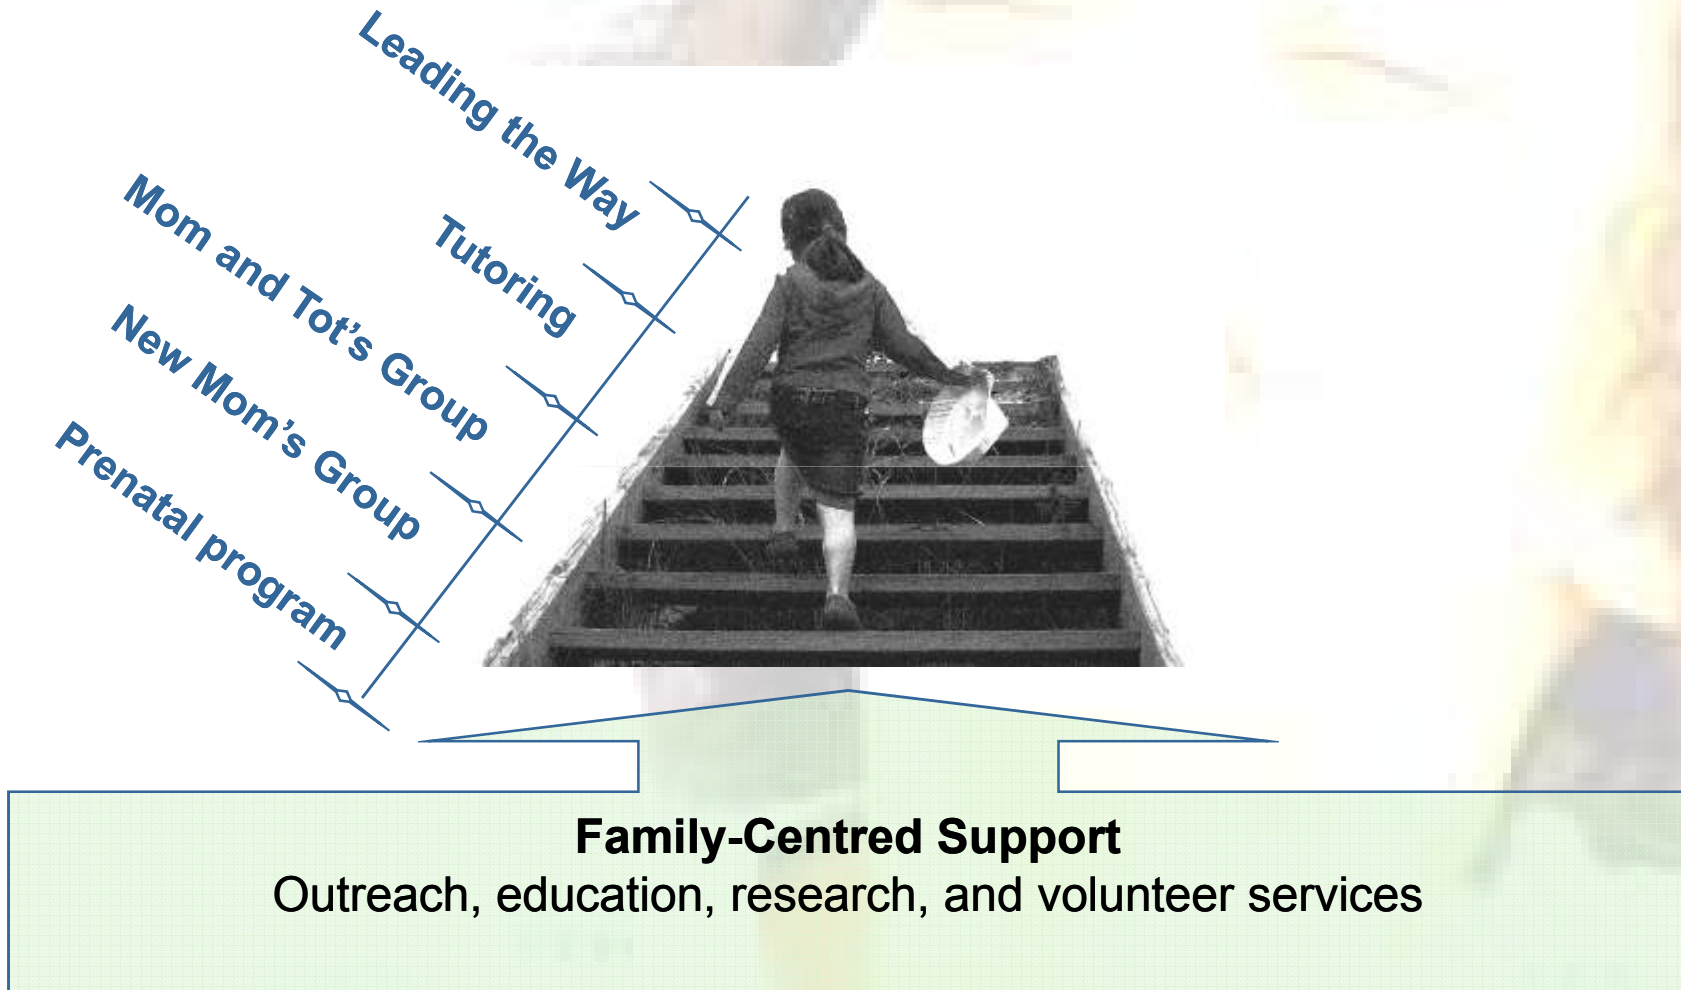 Leading the Way
Tutoring
Mom and Tot’s Group
New Mom’s Group
Prenatal program
Family-Centred Support
Outreach, education, research, and volunteer services